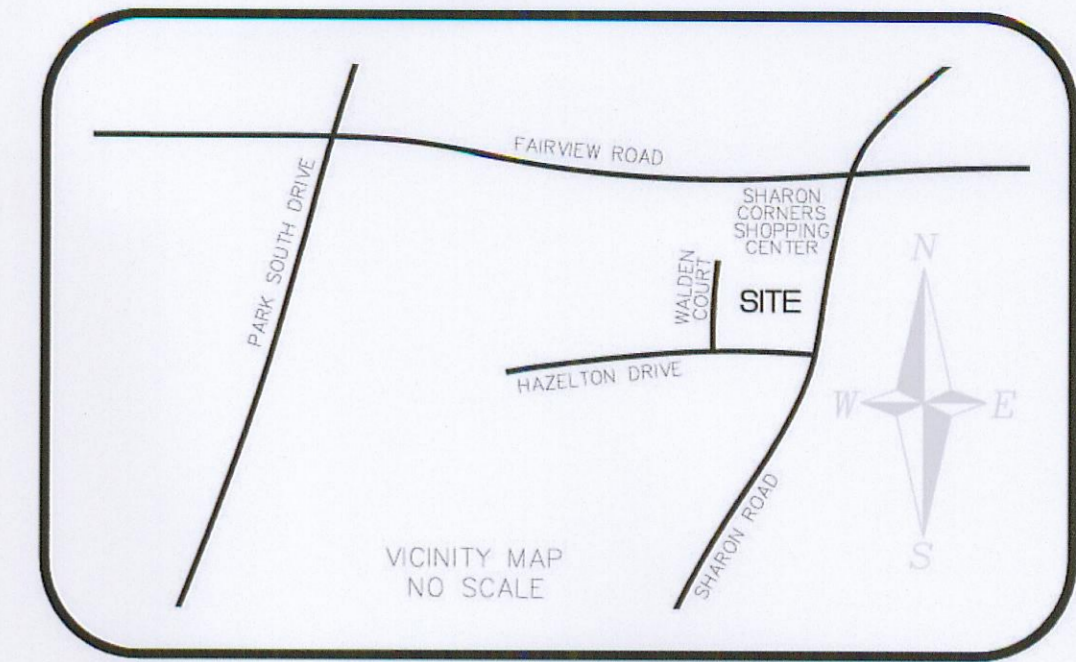 FAIRVIEW ROAD
PARK SOUTH DRIVE
SHARON
CORNERS
SHOPPING
CENTER
WALDEN
COURT
SITE
HAZELTON DRIVE
SHARON ROAD
N
W
E
S
VICINITY MAP
NO SCALE